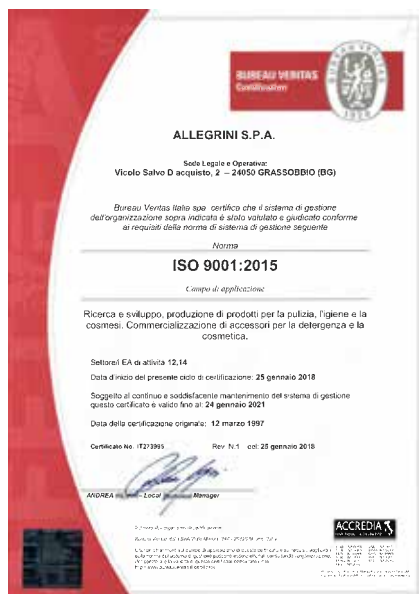 BUREAU VERITAS
Certification
BUREAU VERITAS
1828
ALLEGRINI S.P.A.
Sede Legale e Operativa:
Vicolo Salvo D acquisto, 2 – 24050 GRASSOBBIO (BG)
Bureau Veritas Italia spa certifica che il sistema di gestione
dell'organizzazione sopra indicata è stato valutato e giudicato conforme
ai requisiti della norma di sistema di gestione seguente
Norma
ISO 9001:2015
Campo di applicazione
Ricerca e sviluppo, produzione di prodotti per la pulizia, l'igiene e la
cosmesi. Commercializzazione di accessori per la detergenza e la
cosmetica.
Settore/i EA di attività 12,14
Data d'inizio del presente ciclo di certificazione: 25 gennaio 2018
Soggetto al continuo e soddisfacente mantenimento del sistema di gestione
questo certificato è valido fino al: 24 gennaio 2021
Data della certificazione originale: 12 marzo 1997
Certificato No. IT273995 Rev. N.1 del: 25 gennaio 2018
ANDREA Local Manager
ACCREDIA